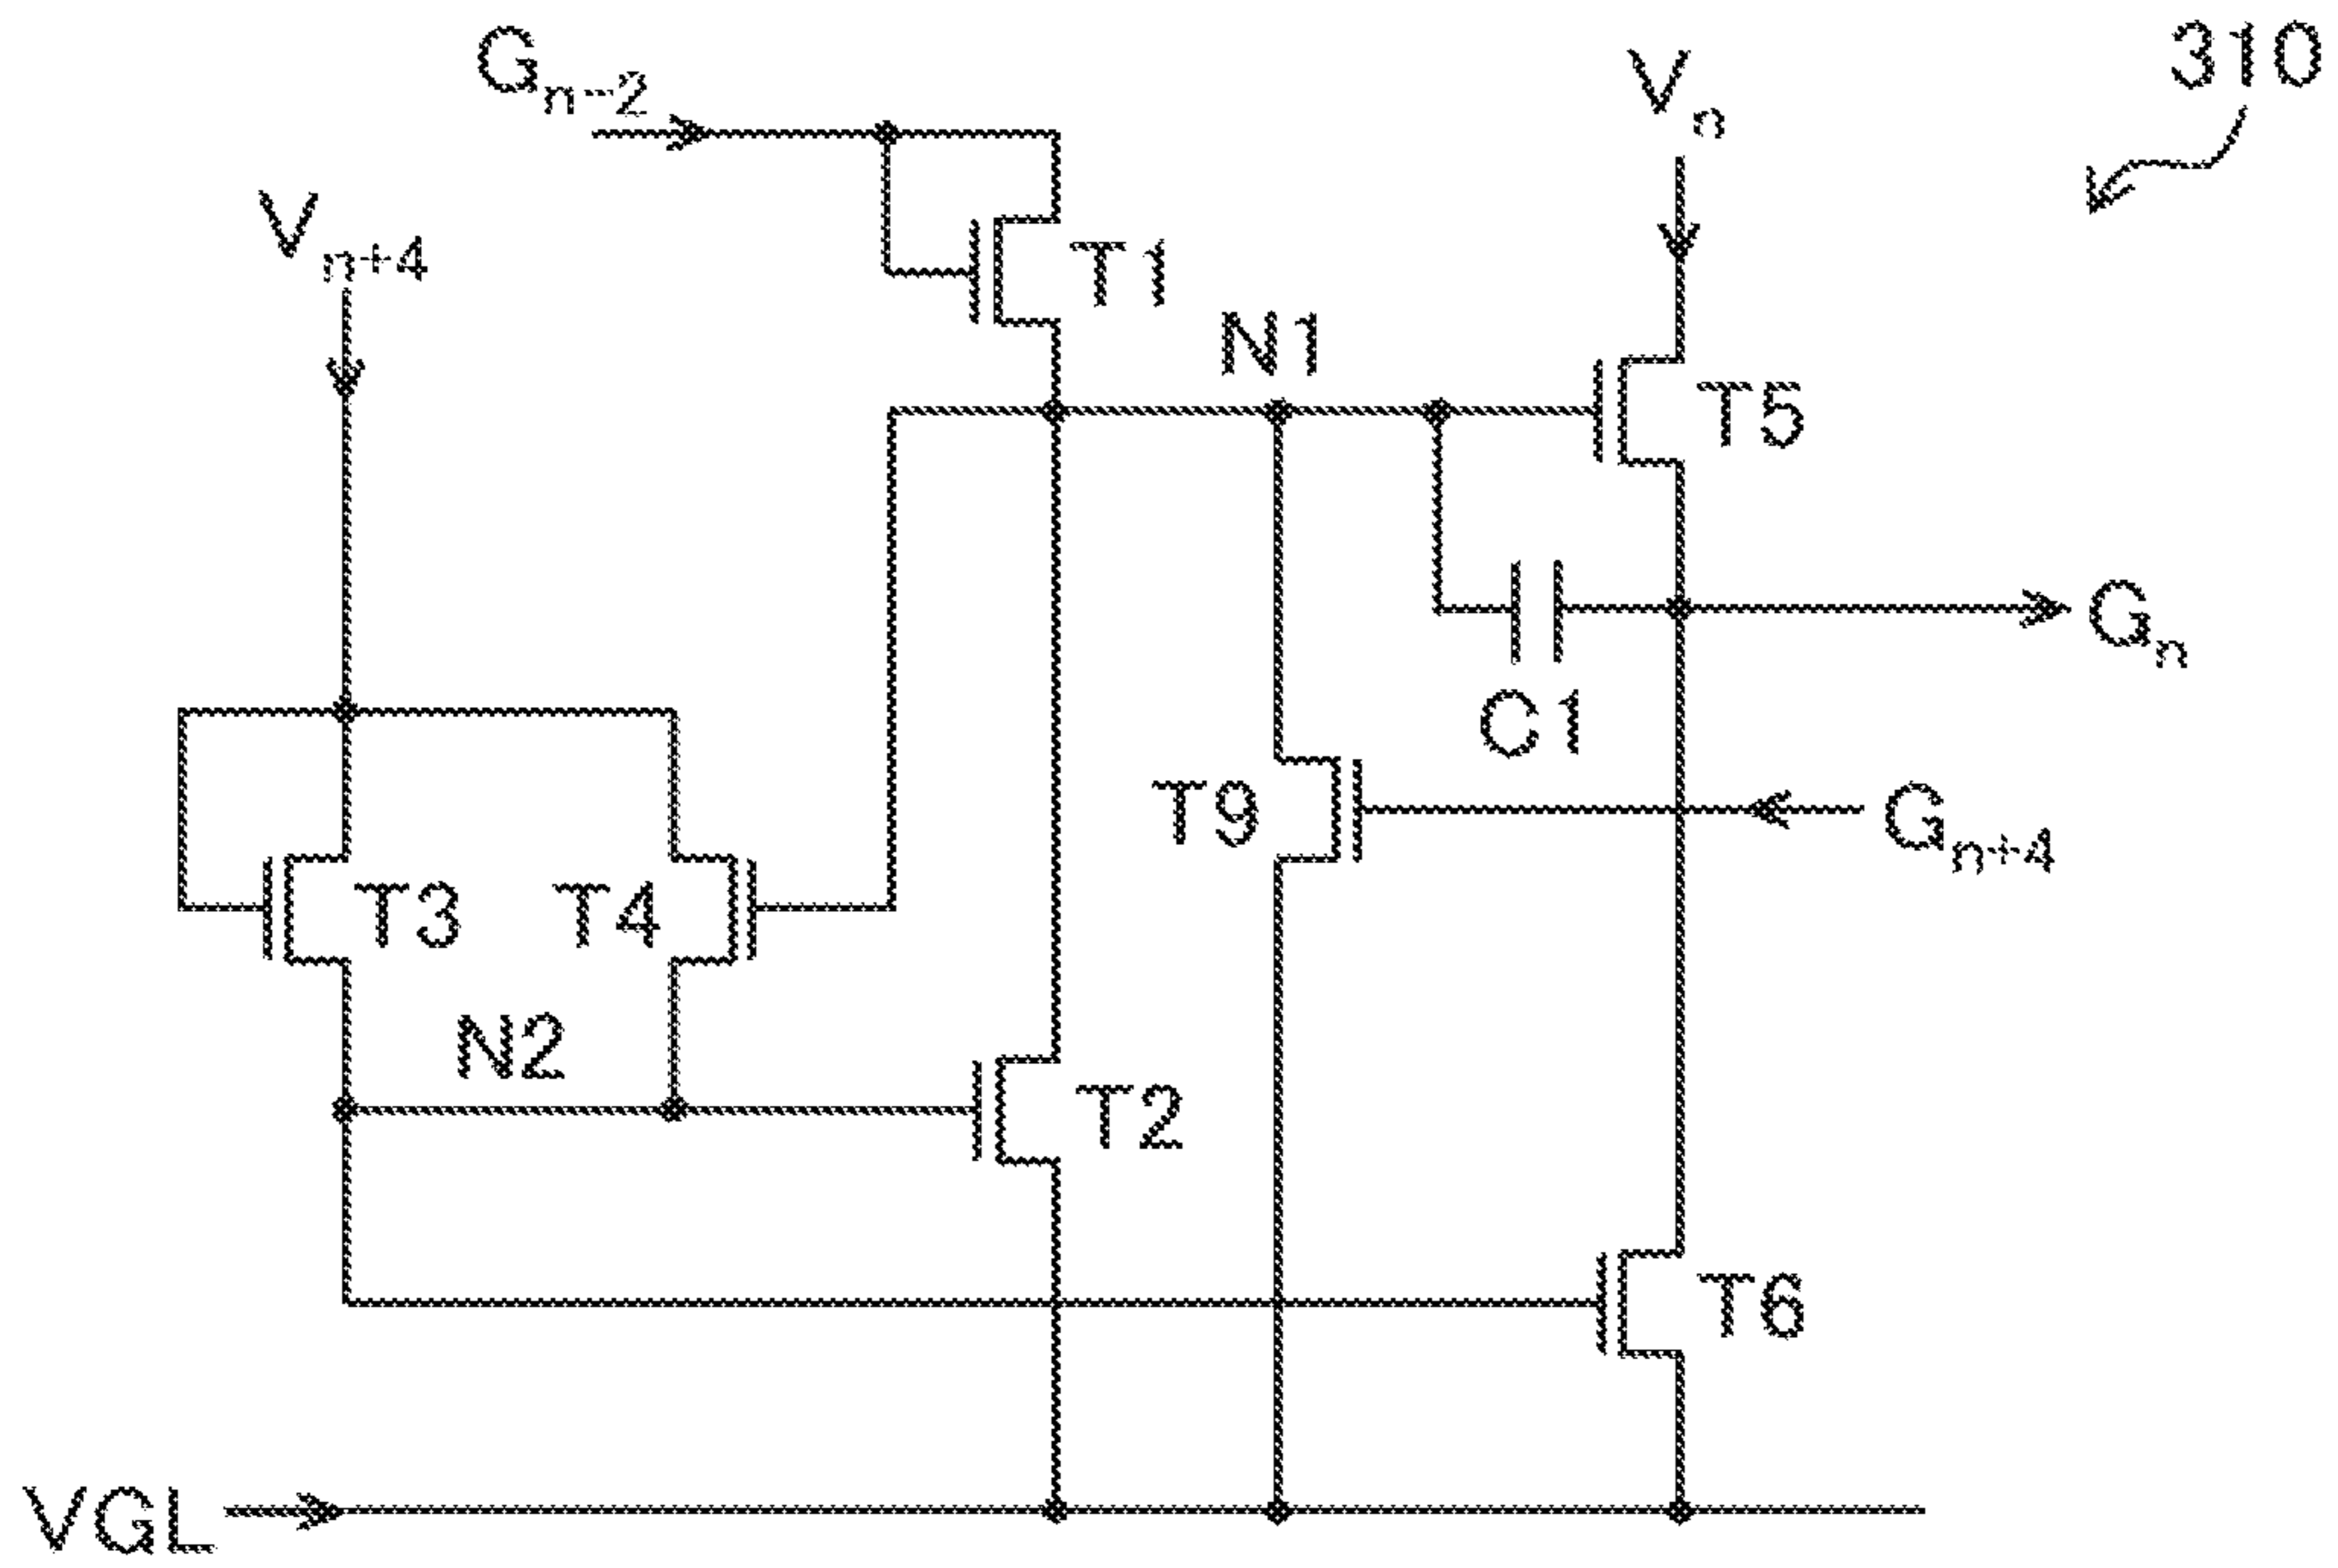 G_{n-2}
V_n
310
V_{n+4}
T1
N1
T5
G_n
C1
T9
G_{n+4}
T3
T4
N2
T2
T6
VGL